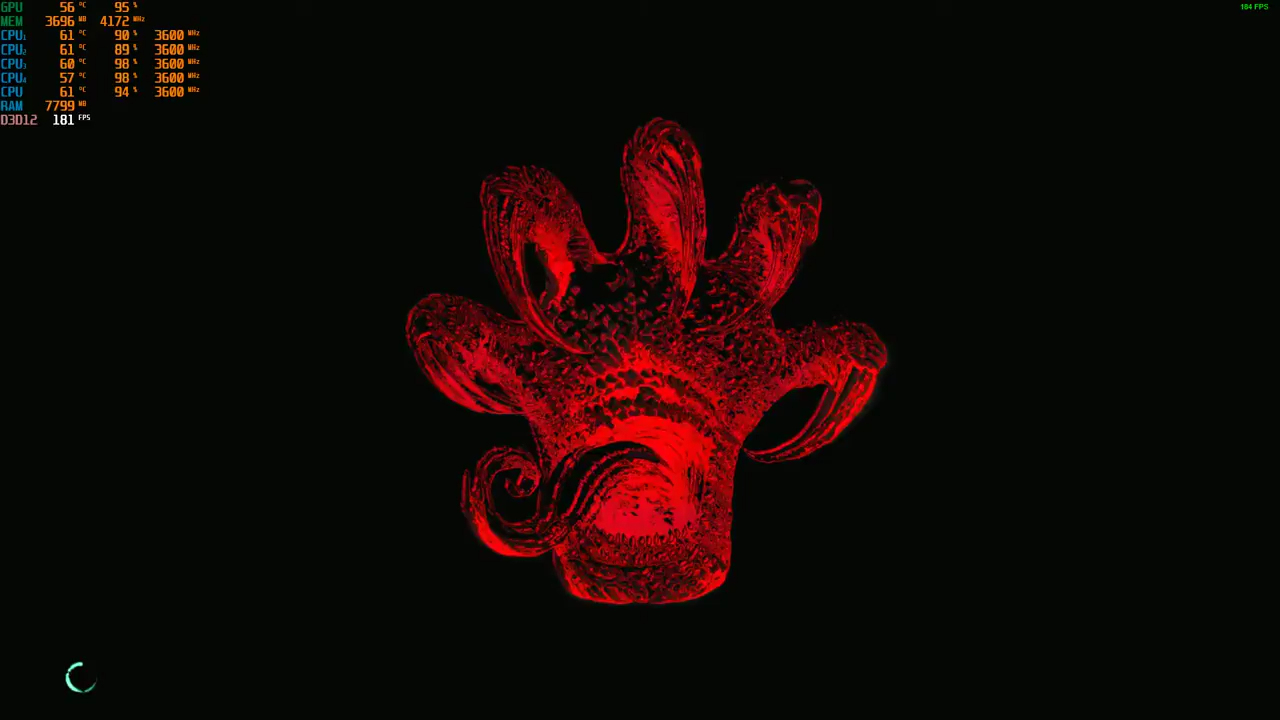 GPU 56 °C 95 %
MEM 3696 MB 4172 MHz
CPU1 61 °C 90 % 3600 MHz
CPU2 61 °C 89 % 3600 MHz
CPU3 60 °C 98 % 3600 MHz
CPU4 57 °C 98 % 3600 MHz
CPU 61 °C 94 % 3600 MHz
RAM 7799 MB
D3D12 181 FPS
184 FPS